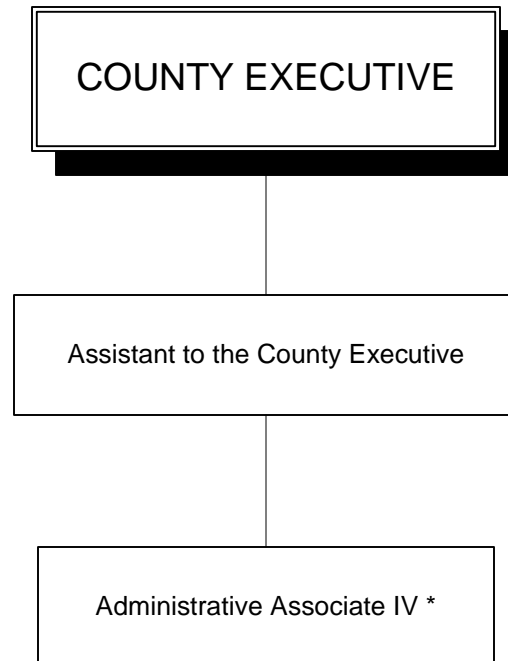 COUNTY EXECUTIVE
Assistant to the County Executive
Administrative Associate IV *